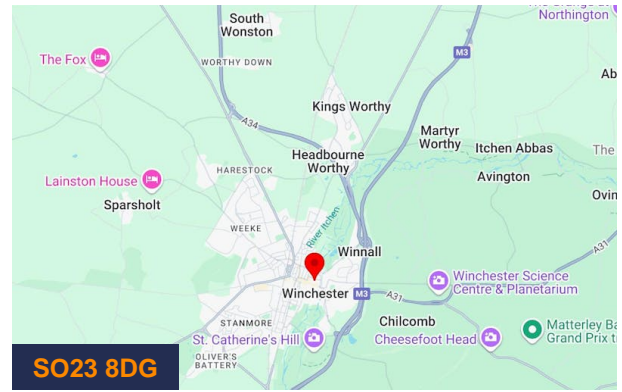 South
Wonston
Northington
The Fox
WORTHY DOWN
M3
Ab
A34
Kings Worthy
Martyr
Worthy
Itchen Abbas
The
Headbourne
Worthy
HARESTOCK
Avington
Lainston House
Sparsholt
Ovin
WEEKE
River Itchen
Winnall
A31
Winchester Science
Centre & Planetarium
Winchester
M3
A31
STANMORE
Chilcomb
St. Catherine's Hill
Cheesefoot Head
Matterley Ba
Grand Prix t
OLIVER'S
BATTERY
SO23 8DG